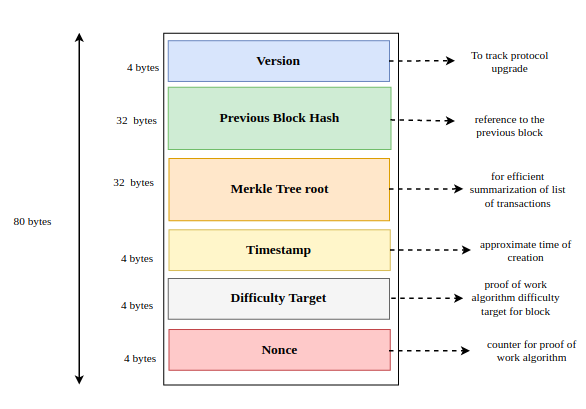 4 bytes
Version
To track protocol
upgrade
32 bytes
Previous Block Hash
reference to the
previous block
32 bytes
Merkle Tree root
for efficient
summarization of list
of transactions
80 bytes
4 bytes
Timestamp
approximate time of
creation
4 bytes
Difficulty Target
proof of work
algorithm difficulty
target for block
4 bytes
Nonce
counter for proof of
work algorithm